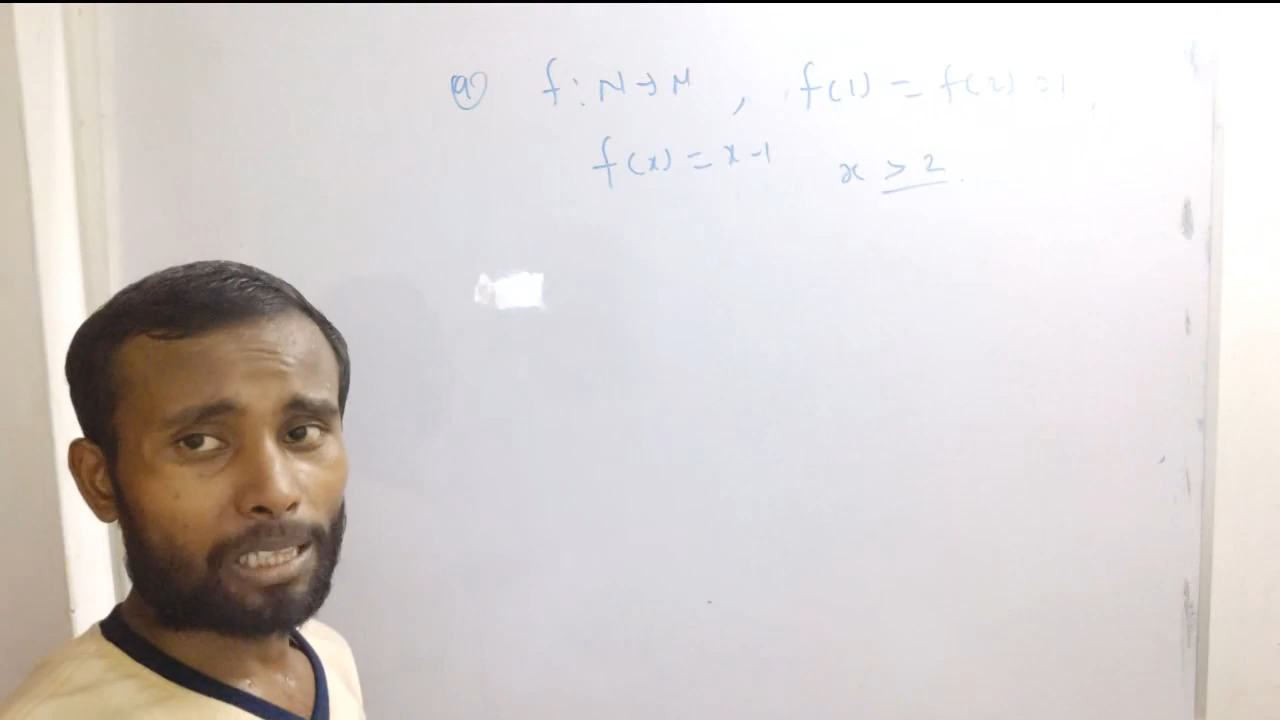 Q) f : N → N , f(1) = f(2) = 1 ,
f(x) = x - 1 x > 2 .